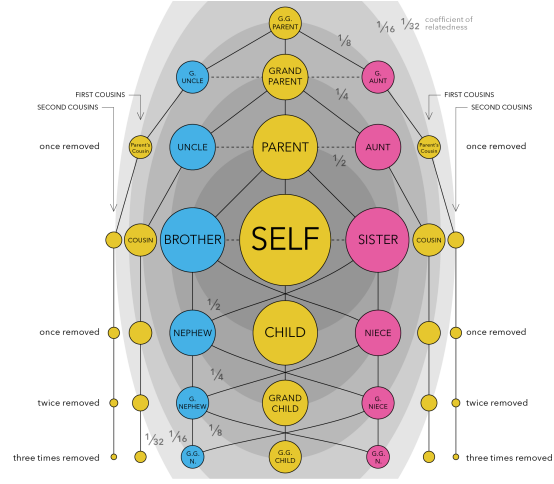 G.G.
PARENT
1/8
1/16 1/32
coefficient of
relatedness
G.
UNCLE
GRAND
PARENT
G.
AUNT
1/4
FIRST COUSINS
SECOND COUSINS
FIRST COUSINS
SECOND COUSINS
once removed
Parent's
Cousin
UNCLE
PARENT
AUNT
Parent's
Cousin
once removed
1/2
COUSIN
BROTHER
SELF
SISTER
COUSIN
1/2
once removed
NEPHEW
CHILD
NIECE
once removed
1/4
twice removed
G.
NEPHEW
GRAND
CHILD
G.
NIECE
twice removed
1/32 1/16 1/8
three times removed
G.G.
N.
G.G.
CHILD
G.G.
N.
three times removed